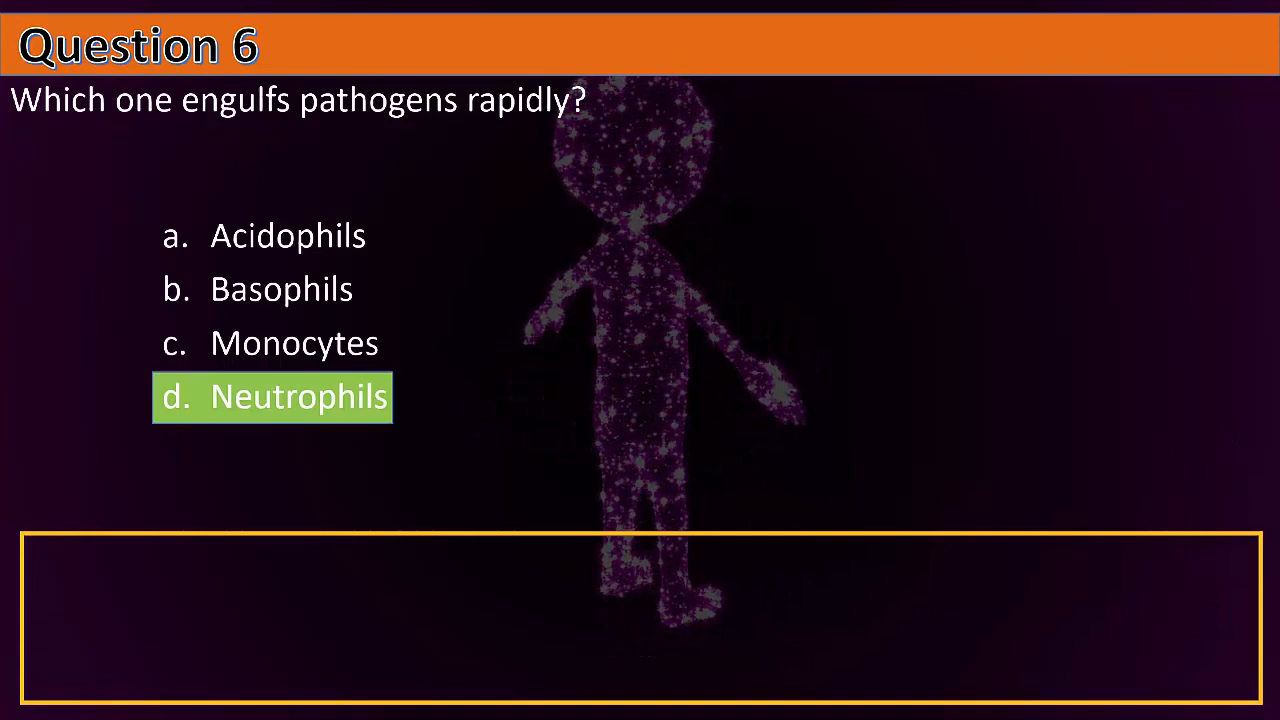 Question 6
Which one engulfs pathogens rapidly?
a. Acidophils
b. Basophils
c. Monocytes
d. Neutrophils